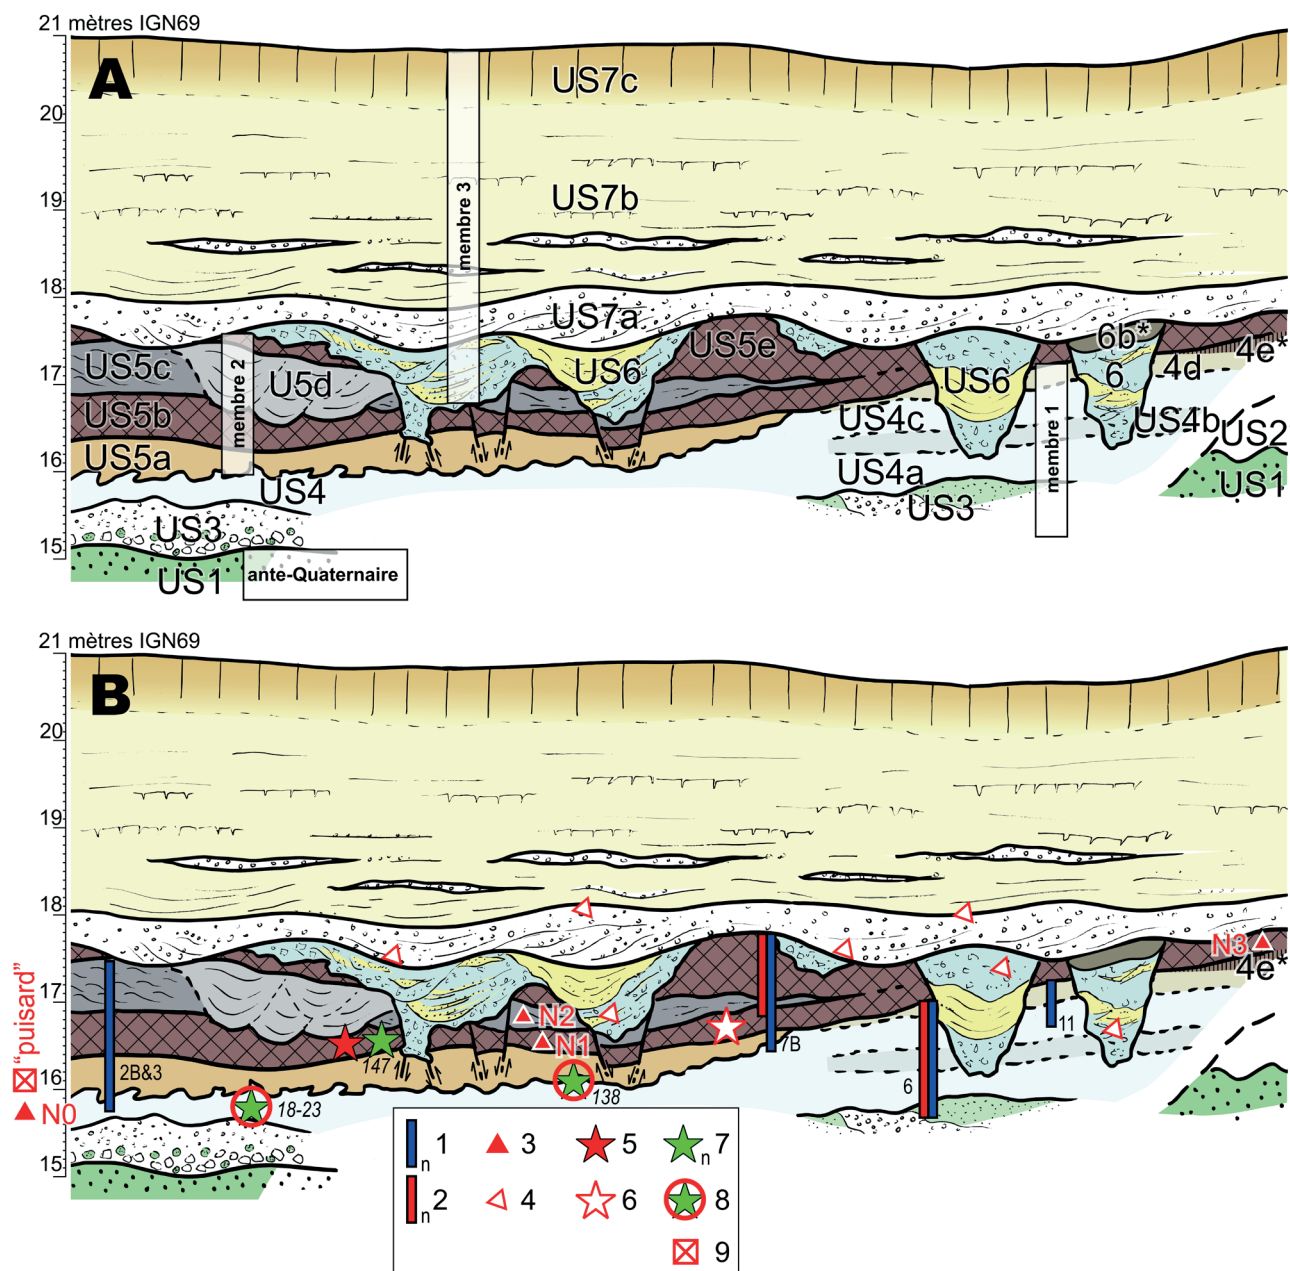 21 mètres IGN69
A
US7c
20
membre 3
19
US7b
18
US7a
US5e
6b*
4e*
US5c
17
membre 2
U5d
US6
US6
6
4d
US5b
US4c
membre 1
US4b
US2
US5a
16
US4
US4a
US3
US1
US3
15
US1
ante-Quaternaire
21 mètres IGN69
B
20
19
18
N3
4e*
17
"puisard"
N2
N1
147
7B
11
2B&3
16
6
N0
18-23
138
15
n 1
3
5
n 7
n 2
4
6
8
9